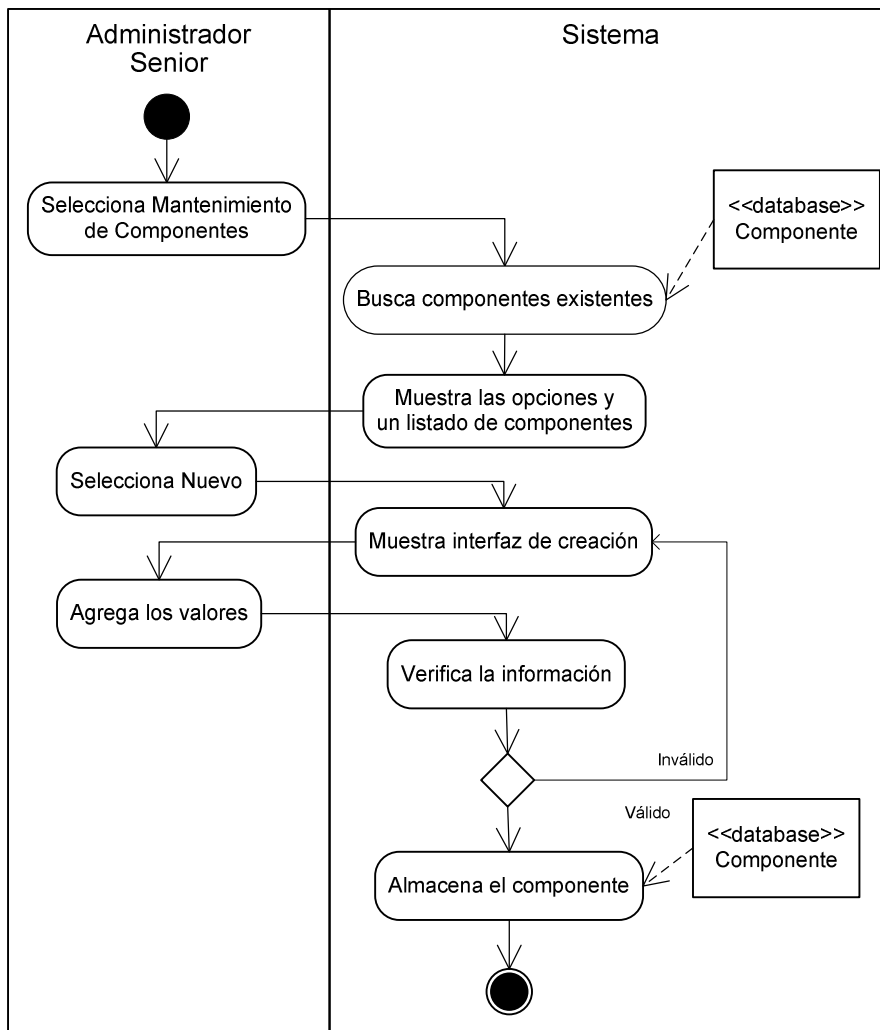 Administrador
Senior
Sistema
Selecciona Mantenimiento
de Componentes
<<database>>
Componente
Busca componentes existentes
Muestra las opciones y
un listado de componentes
Selecciona Nuevo
Muestra interfaz de creación
Agrega los valores
Verifica la información
Inválido
Válido
<<database>>
Componente
Almacena el componente